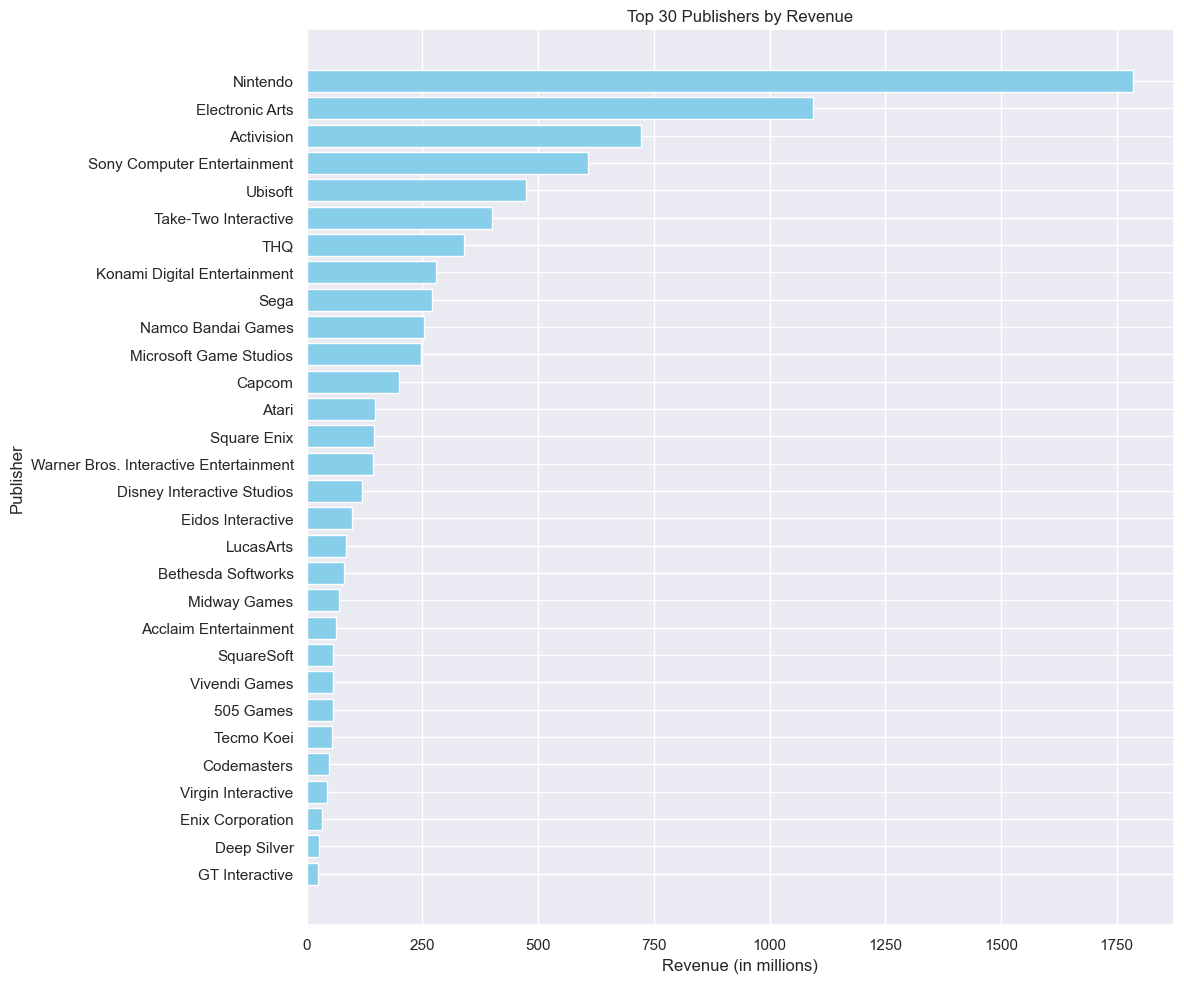 Top 30 Publishers by Revenue
Publisher
Nintendo
Electronic Arts
Activision
Sony Computer Entertainment
Ubisoft
Take-Two Interactive
THQ
Konami Digital Entertainment
Sega
Namco Bandai Games
Microsoft Game Studios
Capcom
Atari
Square Enix
Warner Bros. Interactive Entertainment
Disney Interactive Studios
Eidos Interactive
LucasArts
Bethesda Softworks
Midway Games
Acclaim Entertainment
SquareSoft
Vivendi Games
505 Games
Tecmo Koei
Codemasters
Virgin Interactive
Enix Corporation
Deep Silver
GT Interactive
0 250 500 750 1000 1250 1500 1750
Revenue (in millions)